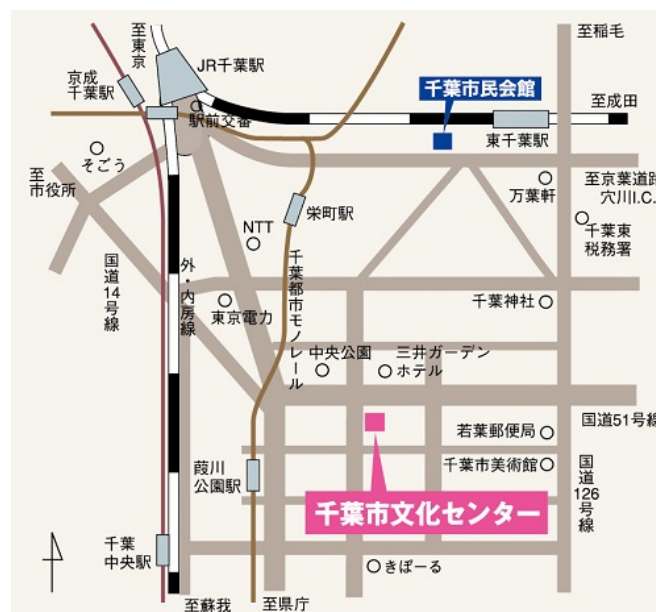 至東京
JR千葉駅
京成
千葉駅
駅前交番
千葉市民会館
至稲毛
至成田
東千葉駅
そごう
至
市役所
万葉軒
至京葉道路
穴川I.C.
栄町駅
NTT
千葉東
税務署
国道14号線
外・内房線
千葉都市モノレール
東京電力
千葉神社
中央公園
三井ガーデン
ホテル
国道51号線
若葉郵便局
千葉市美術館
国道126号線
葭川
公園駅
千葉市文化センター
千葉
中央駅
きぼーる
至蘇我
至県庁